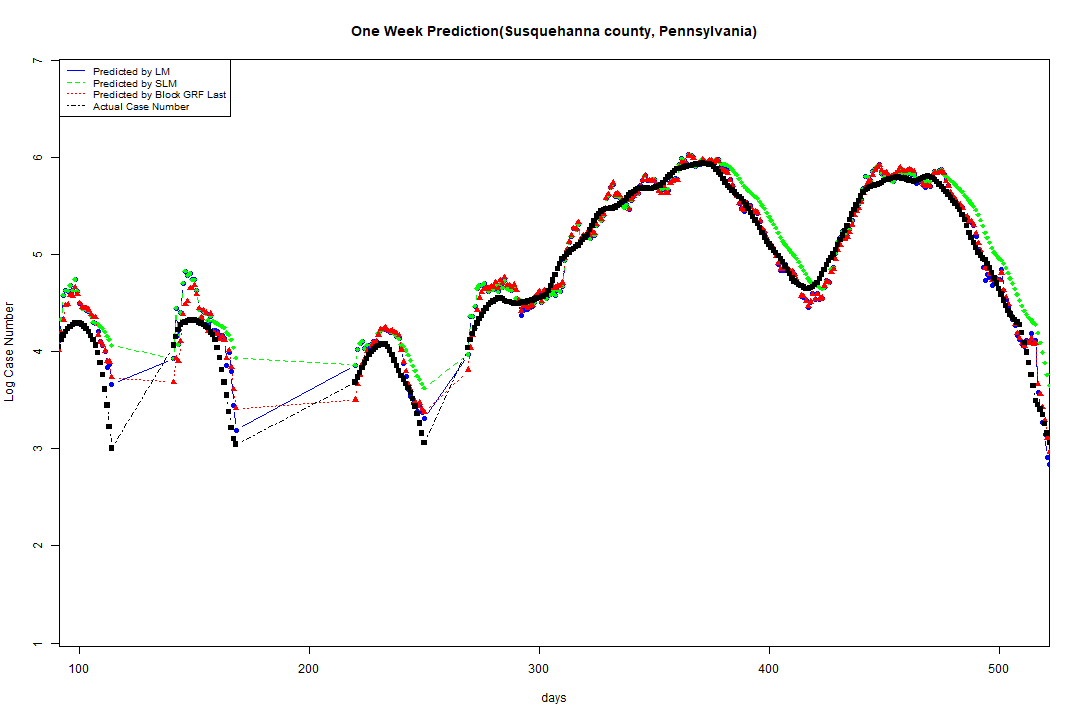 One Week Prediction(Susquehanna county, Pennsylvania)
Predicted by LM
Predicted by SLM
Predicted by Block GRF Last
Actual Case Number
Log Case Number
7
6
5
4
3
2
1
100 200 300 400 500
days